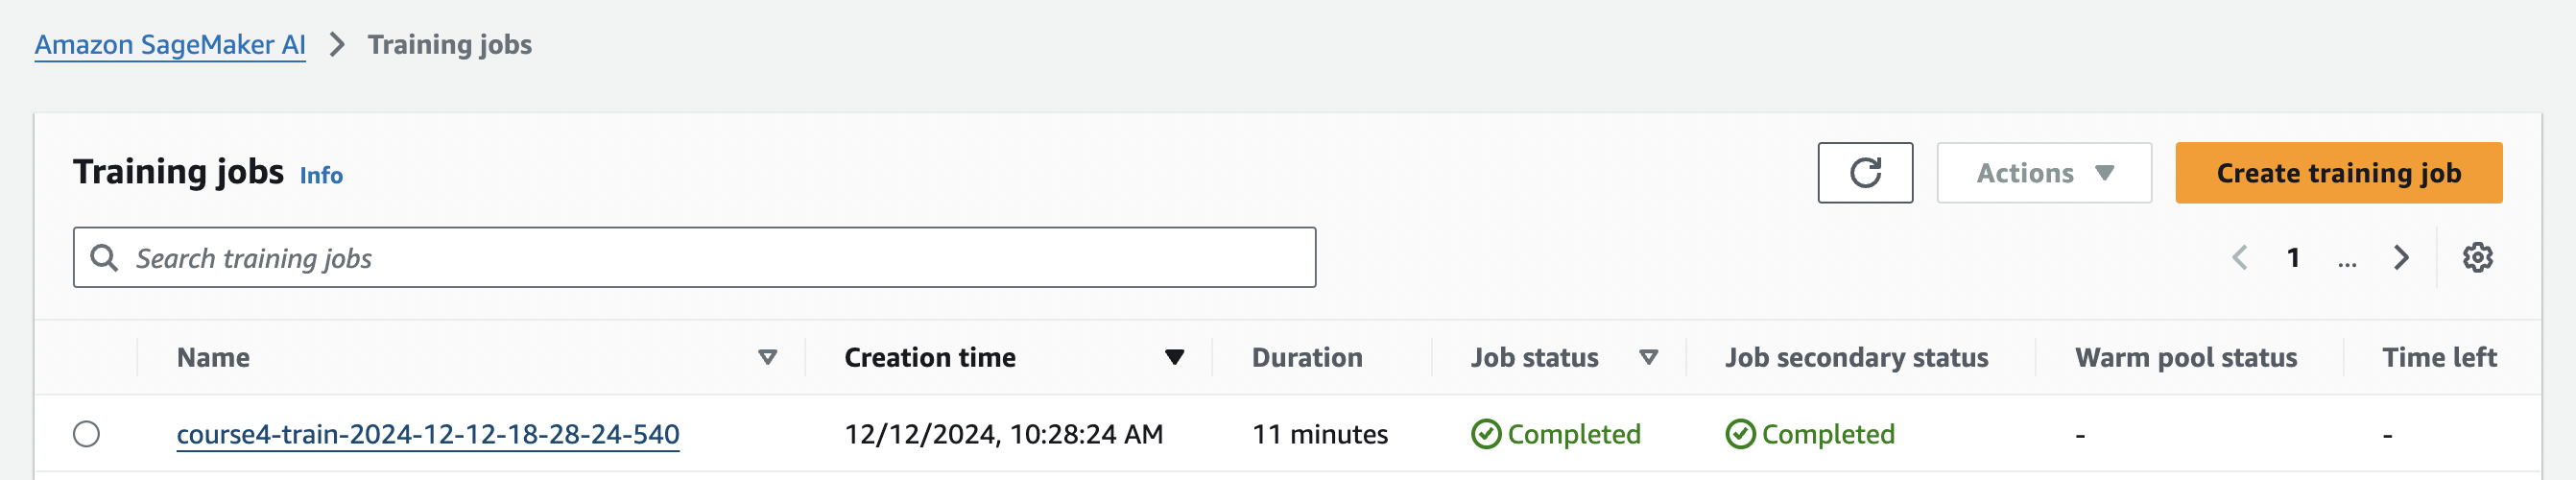 Amazon SageMaker AI > Training jobs
Training jobs Info
Actions
Create training job
Search training jobs
1 ...
Name Creation time Duration Job status Job secondary status Warm pool status Time left
course4-train-2024-12-12-18-28-24-540 12/12/2024, 10:28:24 AM 11 minutes Completed Completed - -